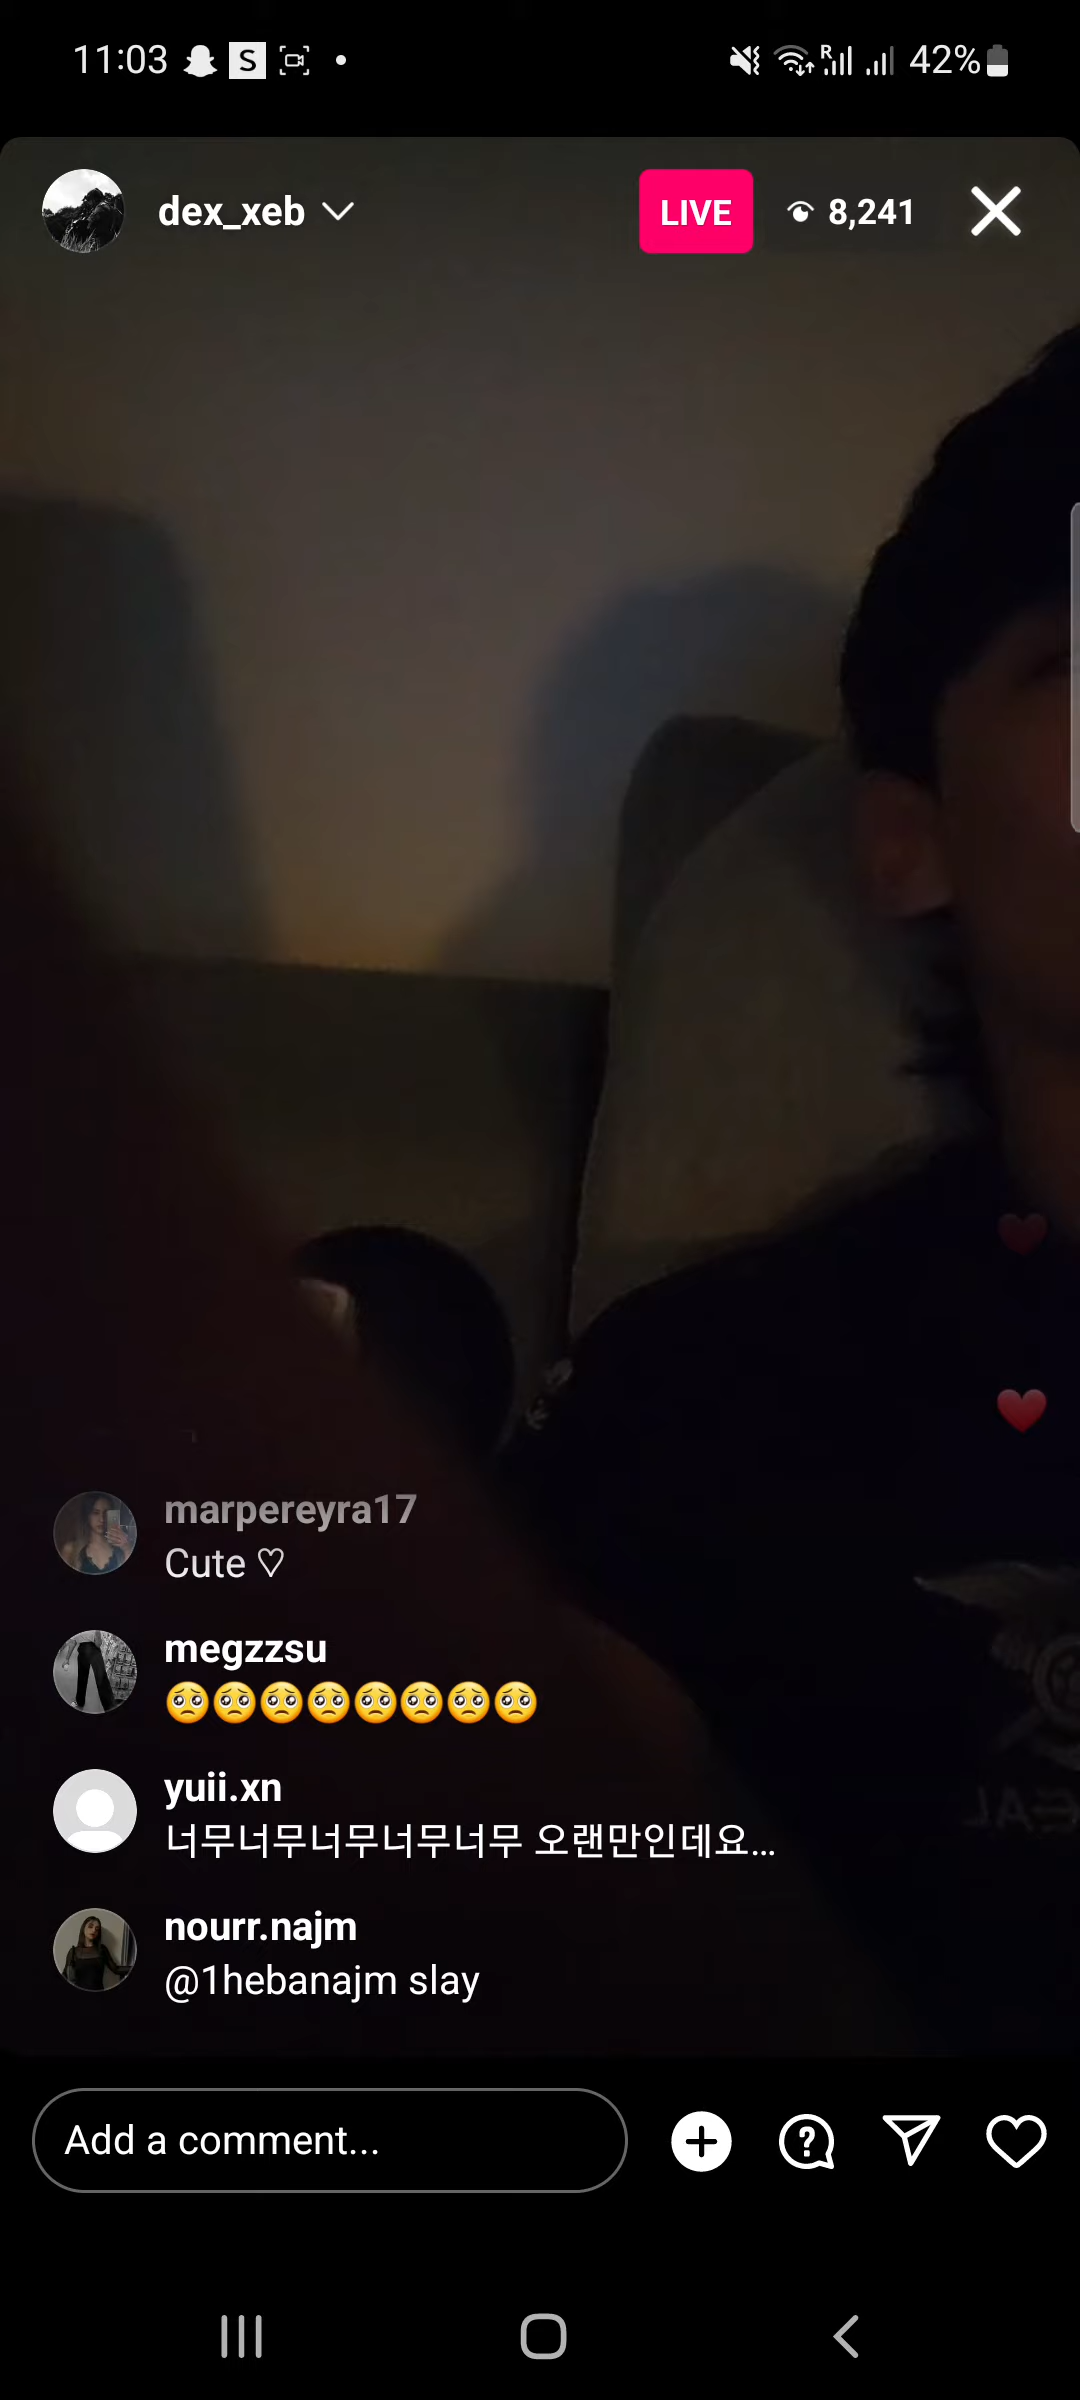 11:03 S R 42%
dex_xeb LIVE 8,241
marpereyra17
Cute ♡
megzzsu
🥺🥺🥺🥺🥺🥺🥺🥺
yuii.xn
너무너무너무너무너무 오랜만인데요...
nourr.najm
@1hebanajm slay
Add a comment...